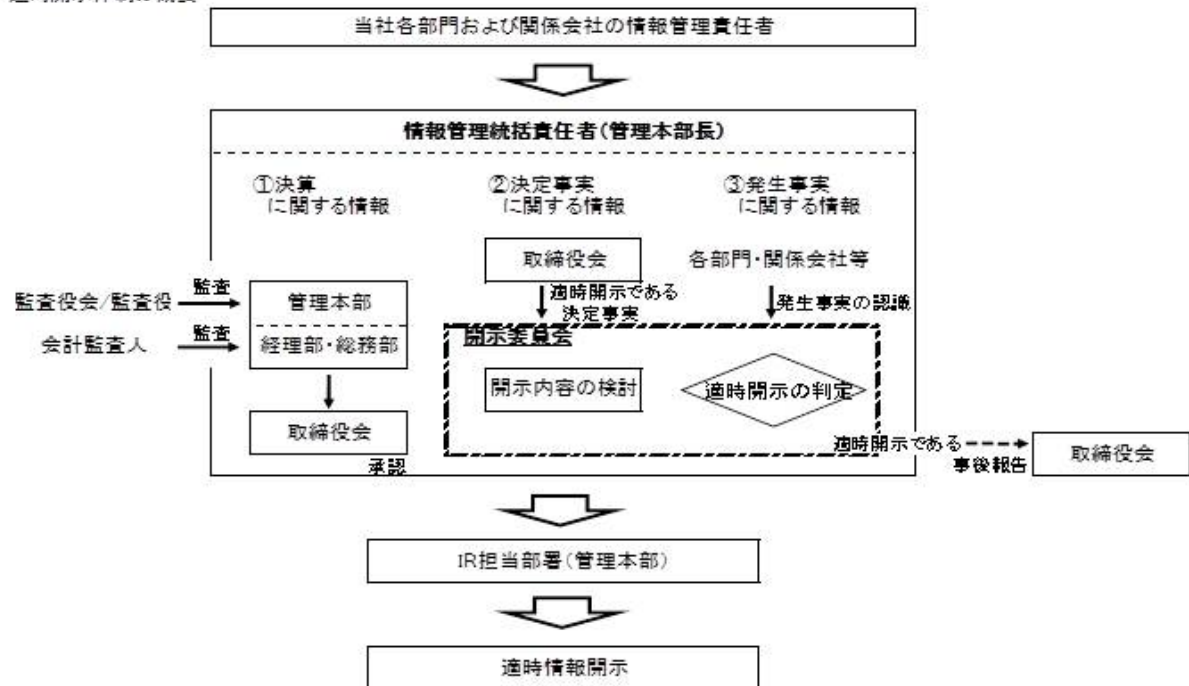 当社各部門および関係会社の情報管理責任者
情報管理統括責任者(管理本部長)
①決算
に関する情報
②決定事実
に関する情報
③発生事実
に関する情報
取締役会
各部門・関係会社等
適時開示である
決定事実
発生事実の認識
監査役会/監査役
監査
管理本部
会計監査人
監査
経理部・総務部
開示委員会
開示内容の検討
適時開示の判定
取締役会
承認
適時開示である
事後報告
取締役会
IR担当部署(管理本部)
適時情報開示